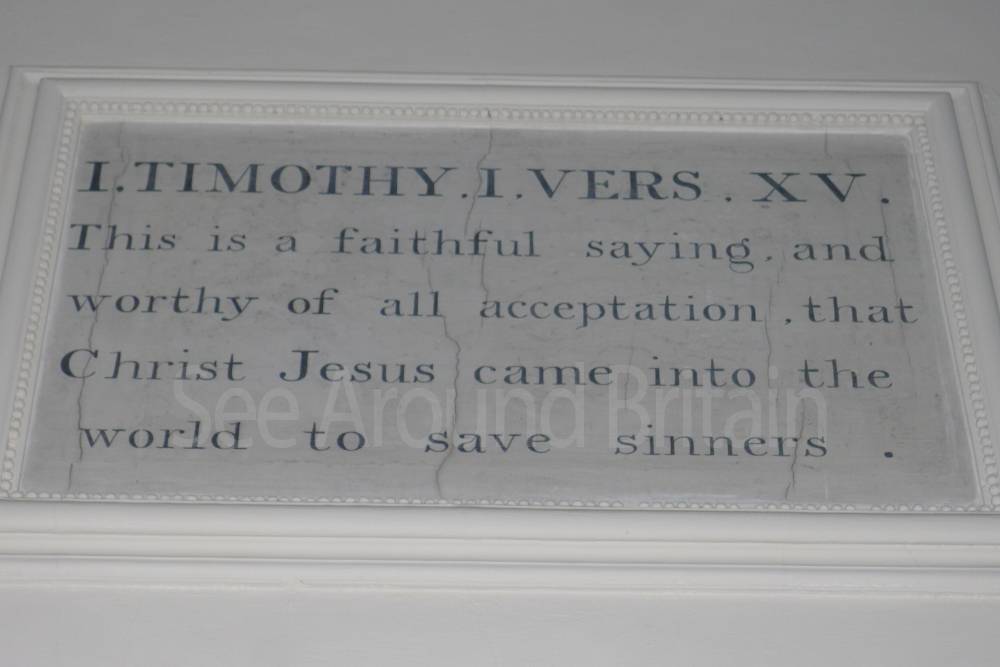 I.TIMOTHY.I.VERS.XV.
This is a faithful saying, and
worthy of all acceptation, that
Christ Jesus came into the
world to save sinners.
See Around Britain